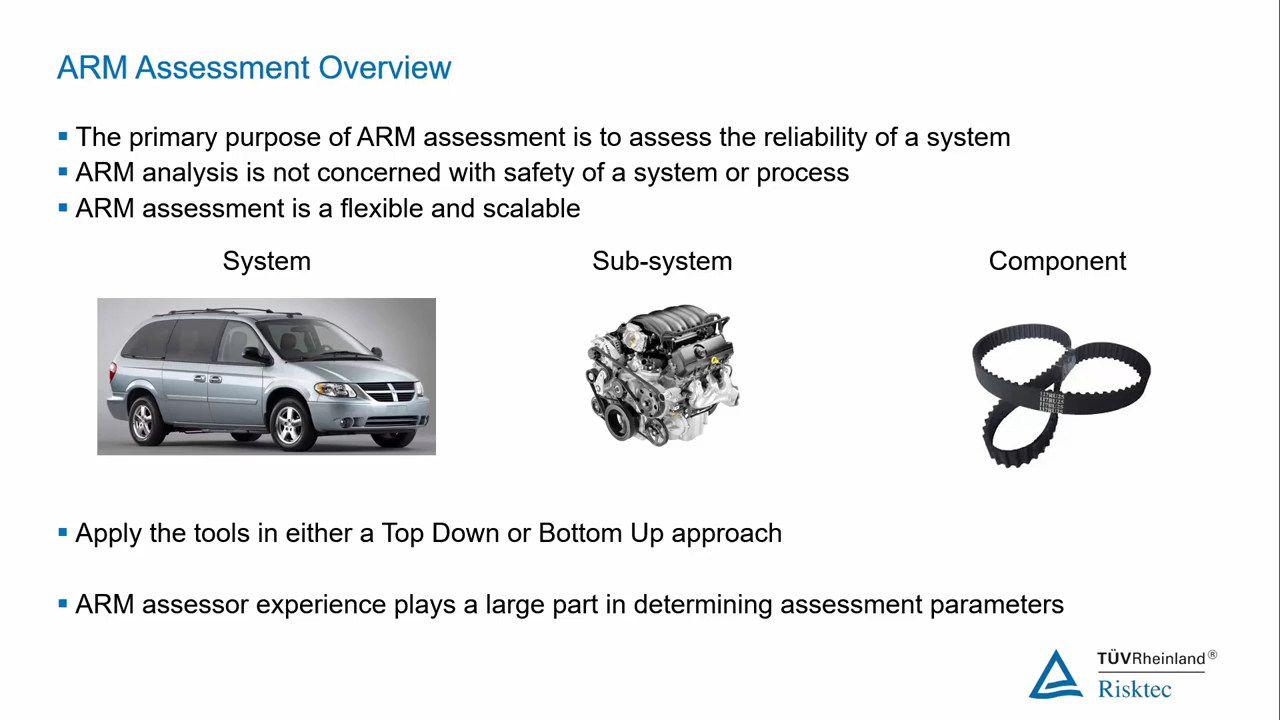 ARM Assessment Overview
▪ The primary purpose of ARM assessment is to assess the reliability of a system
▪ ARM analysis is not concerned with safety of a system or process
▪ ARM assessment is a flexible and scalable
System
Sub-system
Component
▪ Apply the tools in either a Top Down or Bottom Up approach
▪ ARM assessor experience plays a large part in determining assessment parameters
TÜVRheinland®
Risktec